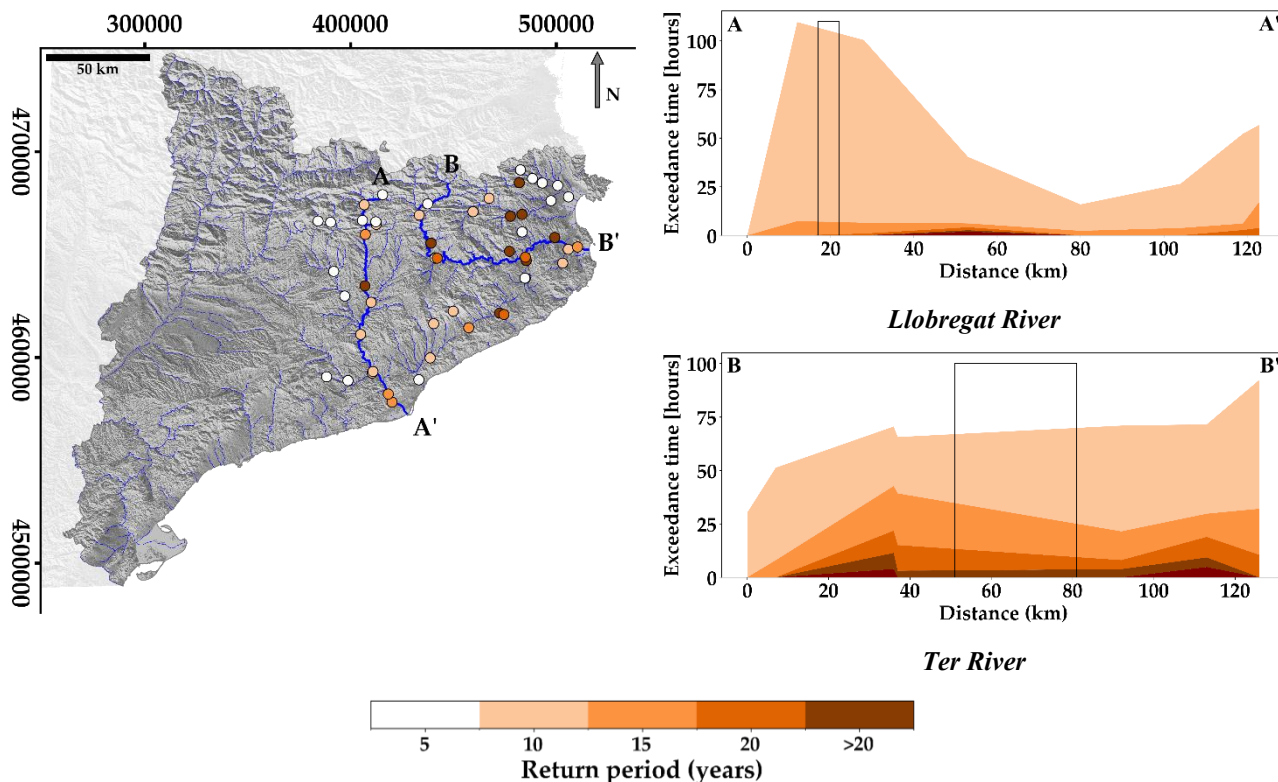 300000 400000 500000
50 km
N
4700000
4600000
4500000
A
B
B'
A'
A A'
Exceedance time [hours]
100
75
50
25
0
0 20 40 60 80 100 120
Distance (km)
Llobregat River
B B'
Exceedance time [hours]
100
75
50
25
0
0 20 40 60 80 100 120
Distance (km)
Ter River
5 10 15 20 >20
Return period (years)